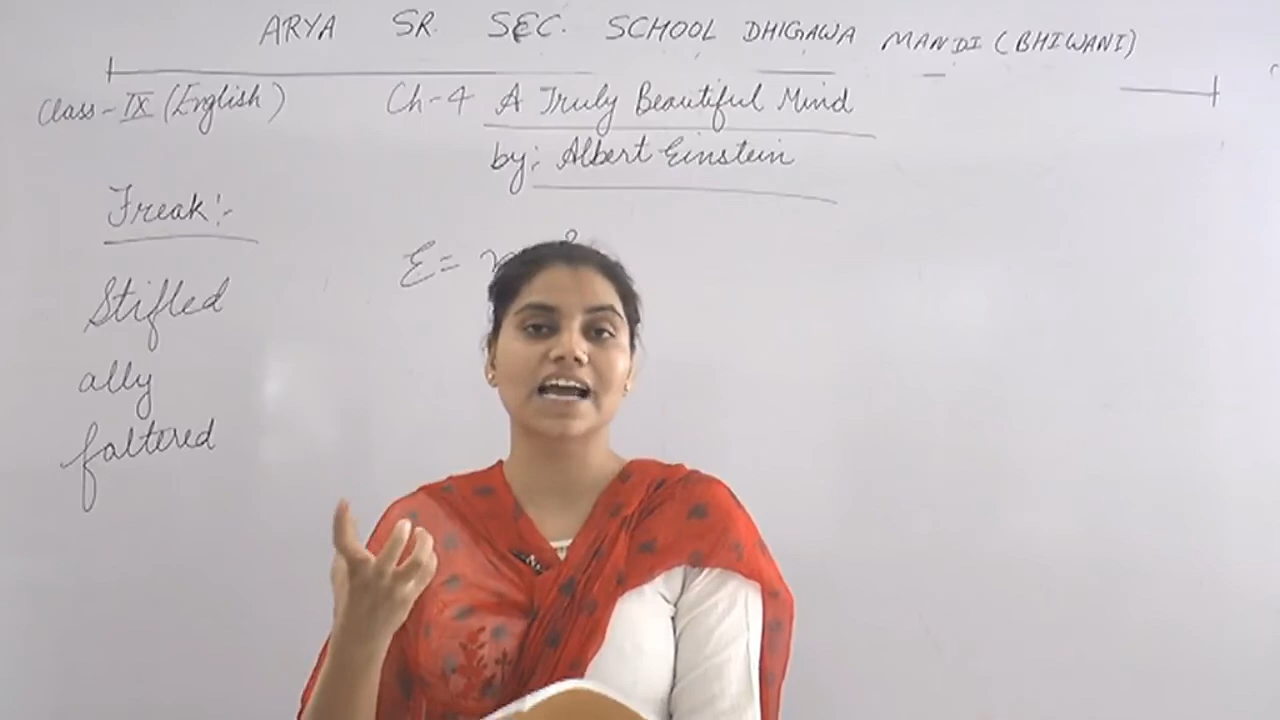 ARYA SR. SEC. SCHOOL DHIGAWA MANDI (BHIWANI)
Class-IX (English) Ch-4 A Truly Beautiful Mind
by: Albert Einstein
Freak:-
E=
Stifled
ally
faltered